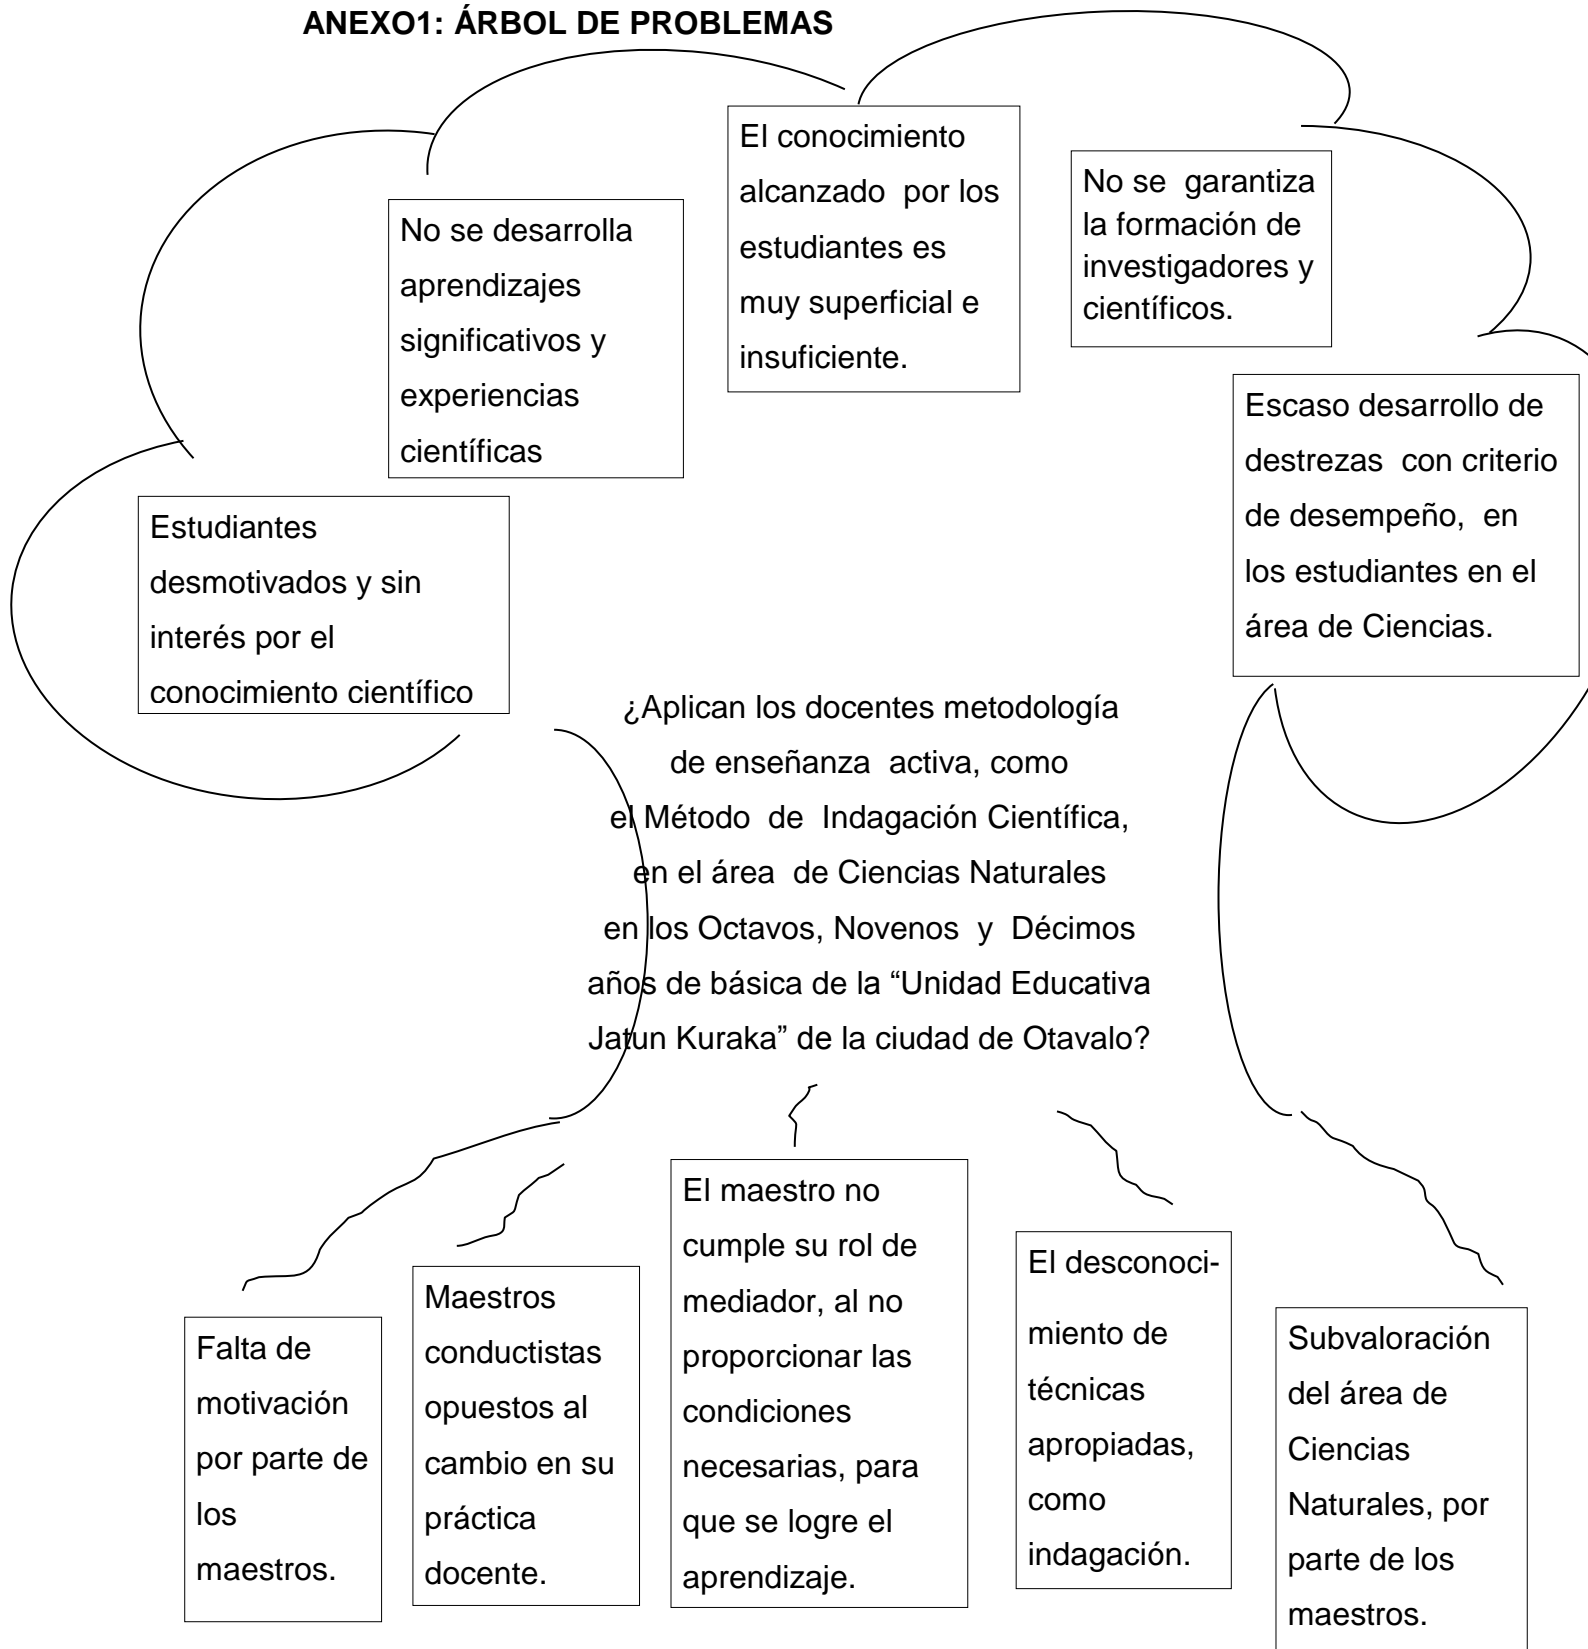 ANEXO1: ÁRBOL DE PROBLEMAS
El conocimiento
alcanzado por los
estudiantes es
muy superficial e
insuficiente.
No se garantiza
la formación de
investigadores y
científicos.
No se desarrolla
aprendizajes
significativos y
experiencias
científicas
Escaso desarrollo de
destrezas con criterio
de desempeño, en
los estudiantes en el
área de Ciencias.
Estudiantes
desmotivados y sin
interés por el
conocimiento científico
¿Aplican los docentes metodología
de enseñanza activa, como
el Método de Indagación Científica,
en el área de Ciencias Naturales
en los Octavos, Novenos y Décimos
años de básica de la “Unidad Educativa
Jatun Kuraka” de la ciudad de Otavalo?
Falta de
motivación
por parte de
los
maestros.
Maestros
conductistas
opuestos al
cambio en su
práctica
docente.
El maestro no
cumple su rol de
mediador, al no
proporcionar las
condiciones
necesarias, para
que se logre el
aprendizaje.
El desconoci-
miento de
técnicas
apropiadas,
como
indagación.
Subvaloración
del área de
Ciencias
Naturales, por
parte de los
maestros.